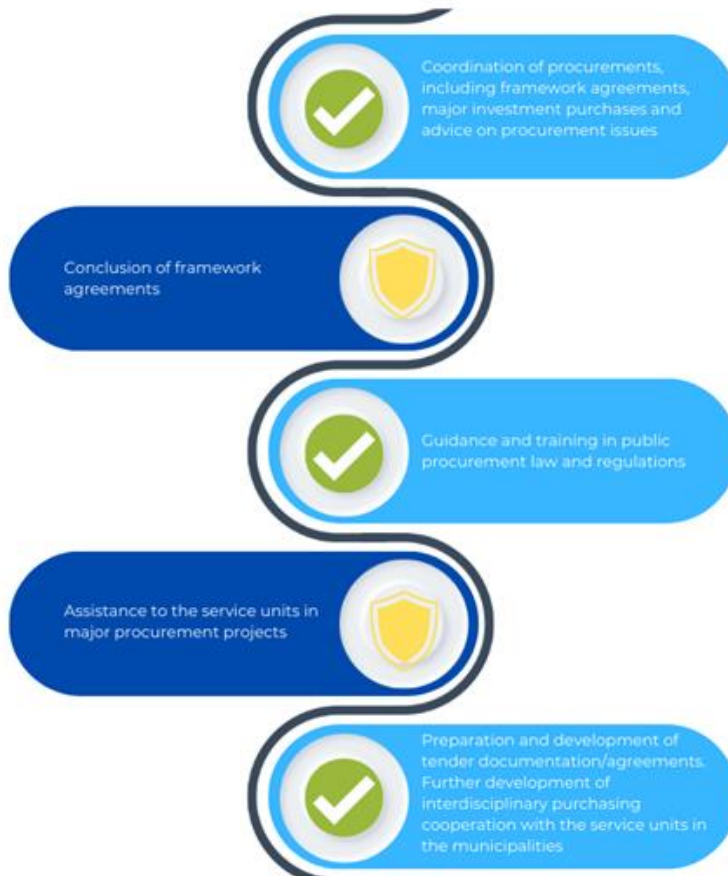 Coordination of procurements,
including framework agreements,
major investment purchases and
advice on procurement issues
Conclusion of framework
agreements
Guidance and training in public
procurement law and regulations
Assistance to the service units in
major procurement projects
Preparation and development of
tender documentation/agreements.
Further development of
interdisciplinary purchasing
cooperation with the service units in
the municipalities